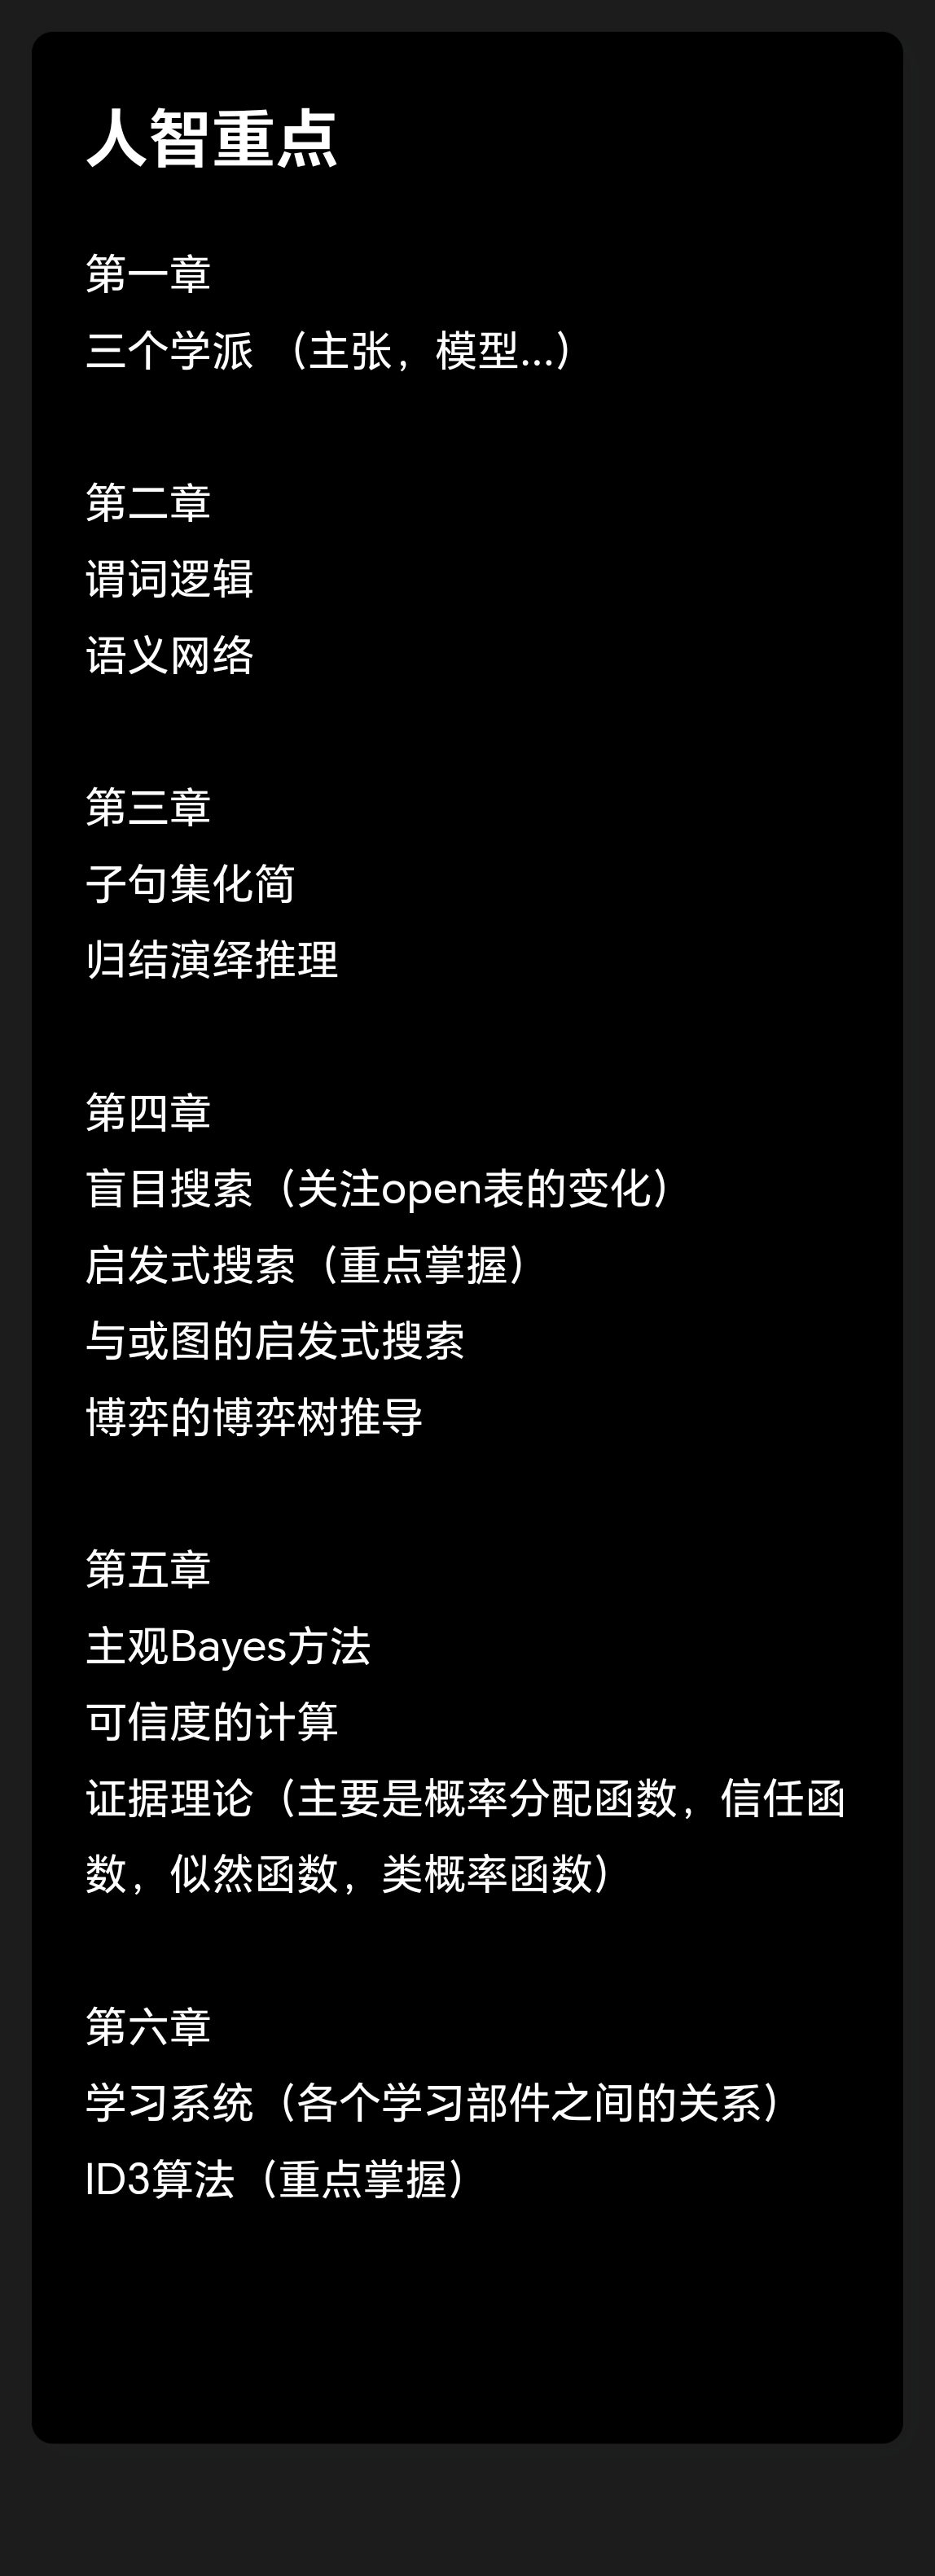 人智重点
第一章
三个学派 （主张，模型...）
第二章
谓词逻辑
语义网络
第三章
子句集化简
归结演绎推理
第四章
盲目搜索（关注open表的变化）
启发式搜索（重点掌握）
与或图的启发式搜索
博弈的博弈树推导
第五章
主观Bayes方法
可信度的计算
证据理论（主要是概率分配函数，信任函
数，似然函数，类概率函数）
第六章
学习系统（各个学习部件之间的关系）
ID3算法（重点掌握）